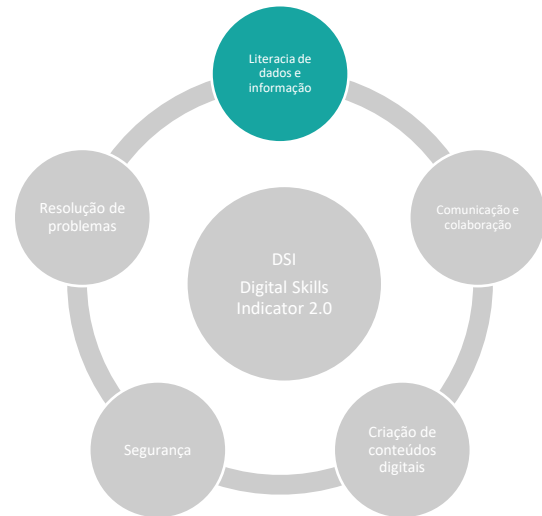 Literacia de
dados e
informação
Comunicação e
colaboração
Criação de
conteúdos
digitais
Segurança
Resolução de
problemas
DSI
Digital Skills
Indicator 2.0